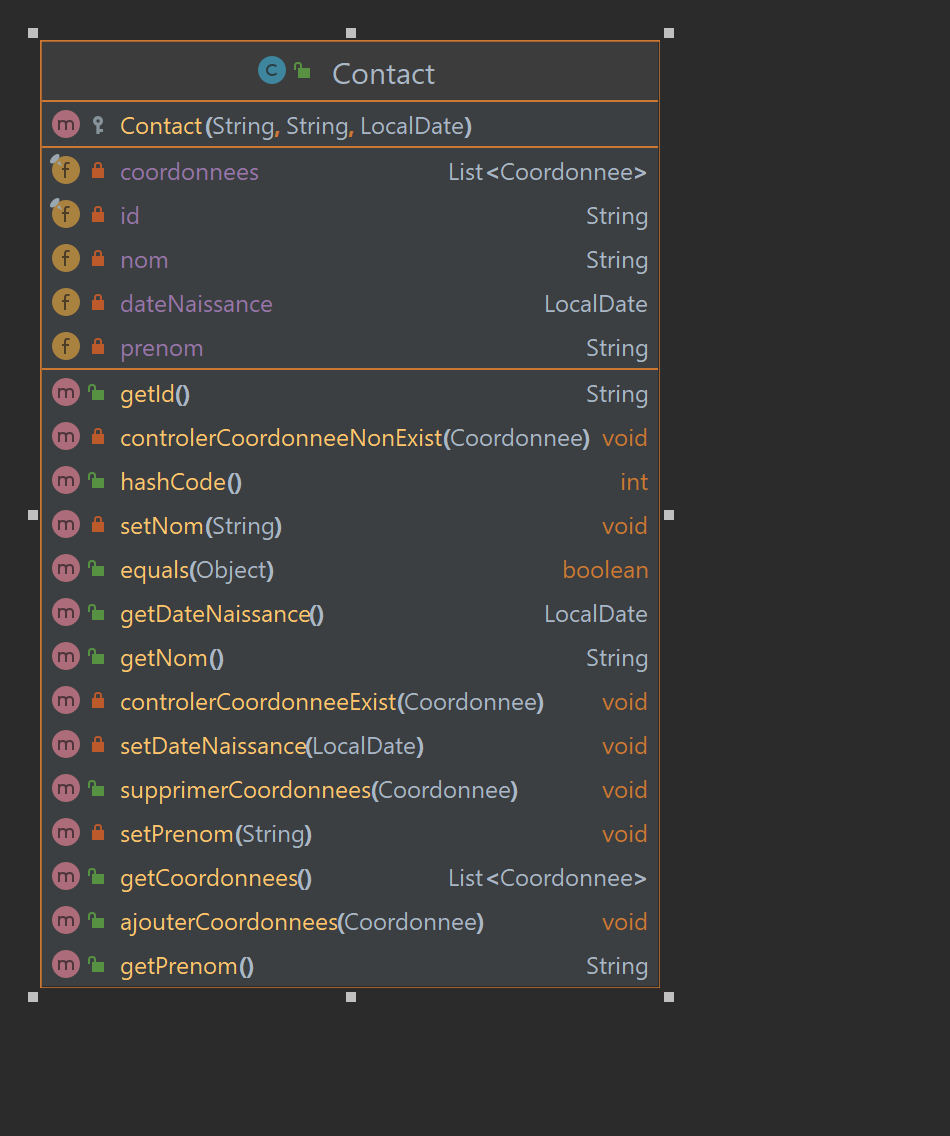 Contact
Contact(String, String, LocalDate)
coordonnees List<Coordonnee>
id String
nom String
dateNaissance LocalDate
prenom String
getId() String
controlerCoordonneeNonExist(Coordonnee) void
hashCode() int
setNom(String) void
equals(Object) boolean
getDateNaissance() LocalDate
getNom() String
controlerCoordonneeExist(Coordonnee) void
setDateNaissance(LocalDate) void
supprimerCoordonnees(Coordonnee) void
setPrenom(String) void
getCoordonnees() List<Coordonnee>
ajouterCoordonnees(Coordonnee) void
getPrenom() String